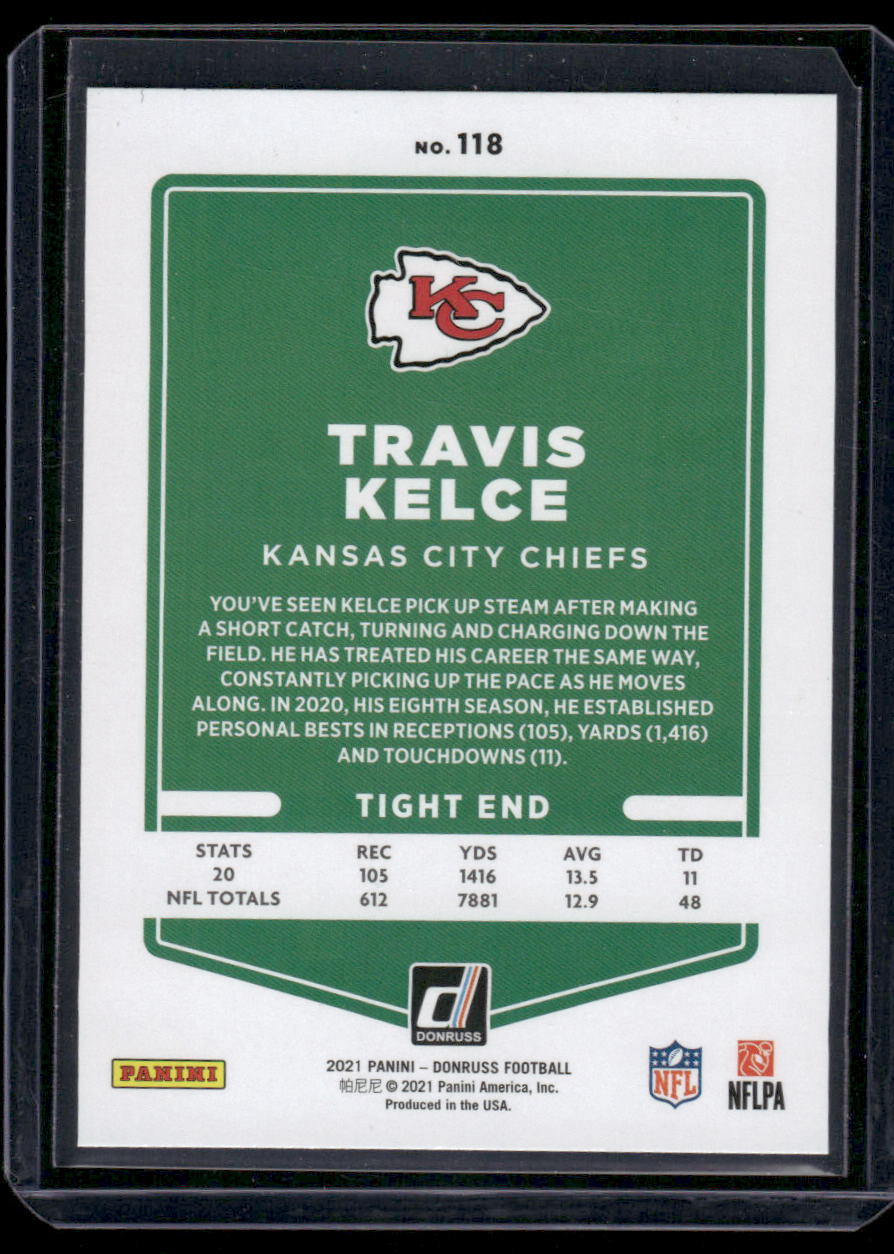 NO. 118
KC
TRAVIS
KELCE
KANSAS CITY CHIEFS
YOU'VE SEEN KELCE PICK UP STEAM AFTER MAKING
A SHORT CATCH, TURNING AND CHARGING DOWN THE
FIELD. HE HAS TREATED HIS CAREER THE SAME WAY,
CONSTANTLY PICKING UP THE PACE AS HE MOVES
ALONG. IN 2020, HIS EIGHTH SEASON, HE ESTABLISHED
PERSONAL BESTS IN RECEPTIONS (105), YARDS (1,416)
AND TOUCHDOWNS (11).
TIGHT END
STATS REC YDS AVG TD
20 105 1416 13.5 11
NFL TOTALS 612 7881 12.9 48
d
DONRUSS
PANINI
2021 PANINI – DONRUSS FOOTBALL
帕尼尼 © 2021 Panini America, Inc.
Produced in the USA.
NFL
NFLPA